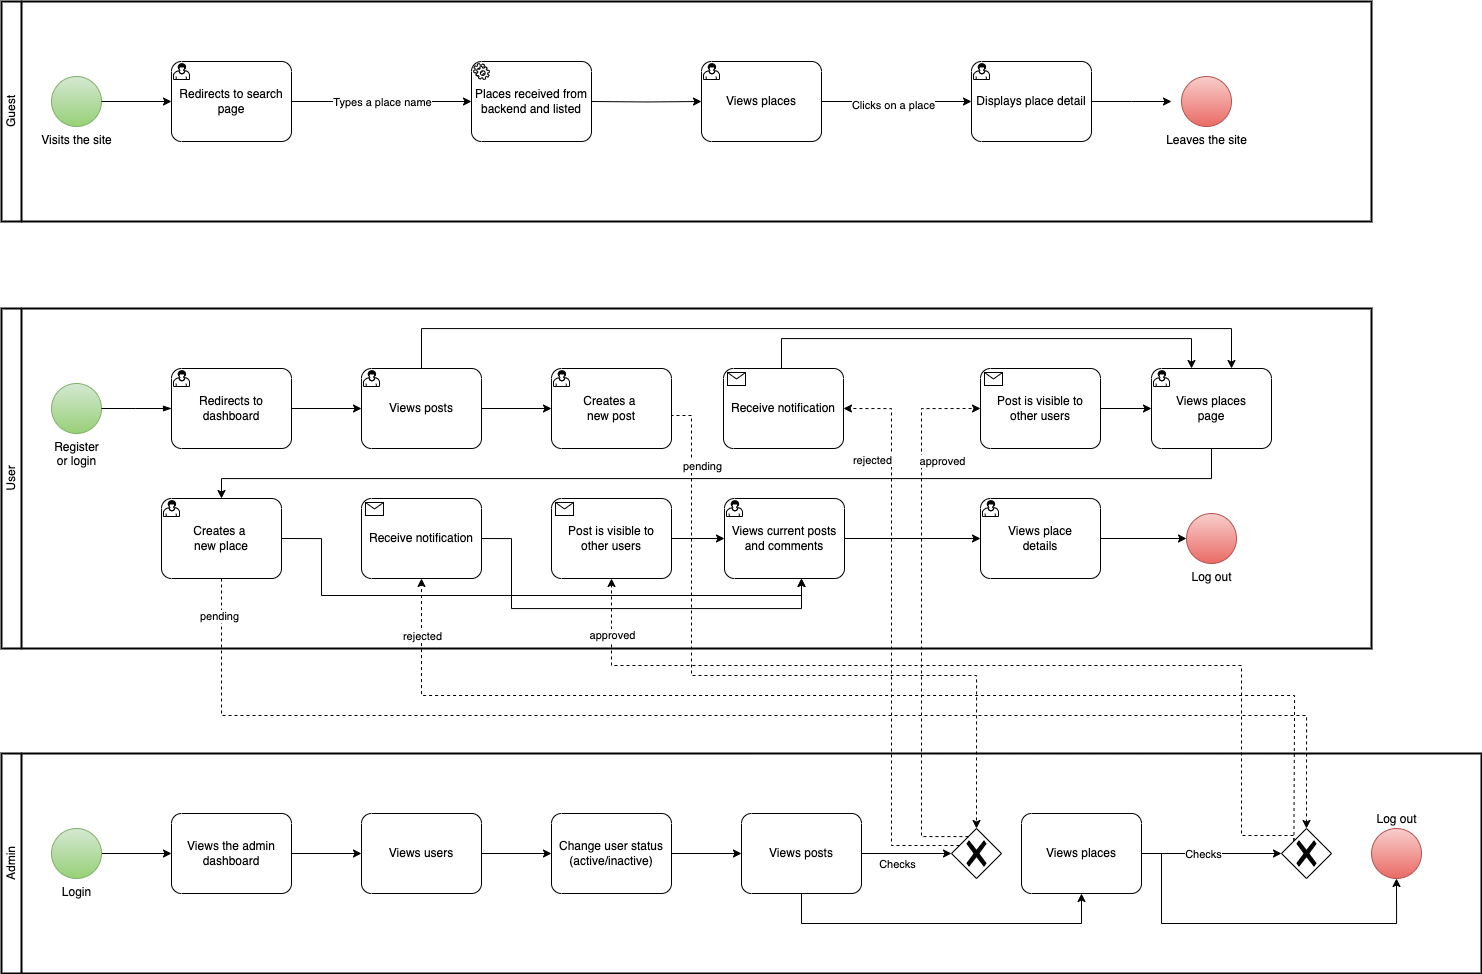 Guest
Visits the site
Redirects to search
page
Types a place name
Places received from
backend and listed
Views places
Clicks on a place
Displays place detail
Leaves the site
User
Register
or login
Redirects to
dashboard
Views posts
Creates a
new post
Receive notification
Post is visible to
other users
Views places
page
pending
rejected
approved
Creates a
new place
Receive notification
Post is visible to
other users
Views current posts
and comments
Views place
details
Log out
pending
rejected
approved
Admin
Login
Views the admin
dashboard
Views users
Change user status
(active/inactive)
Views posts
Checks
Views places
Checks
Log out